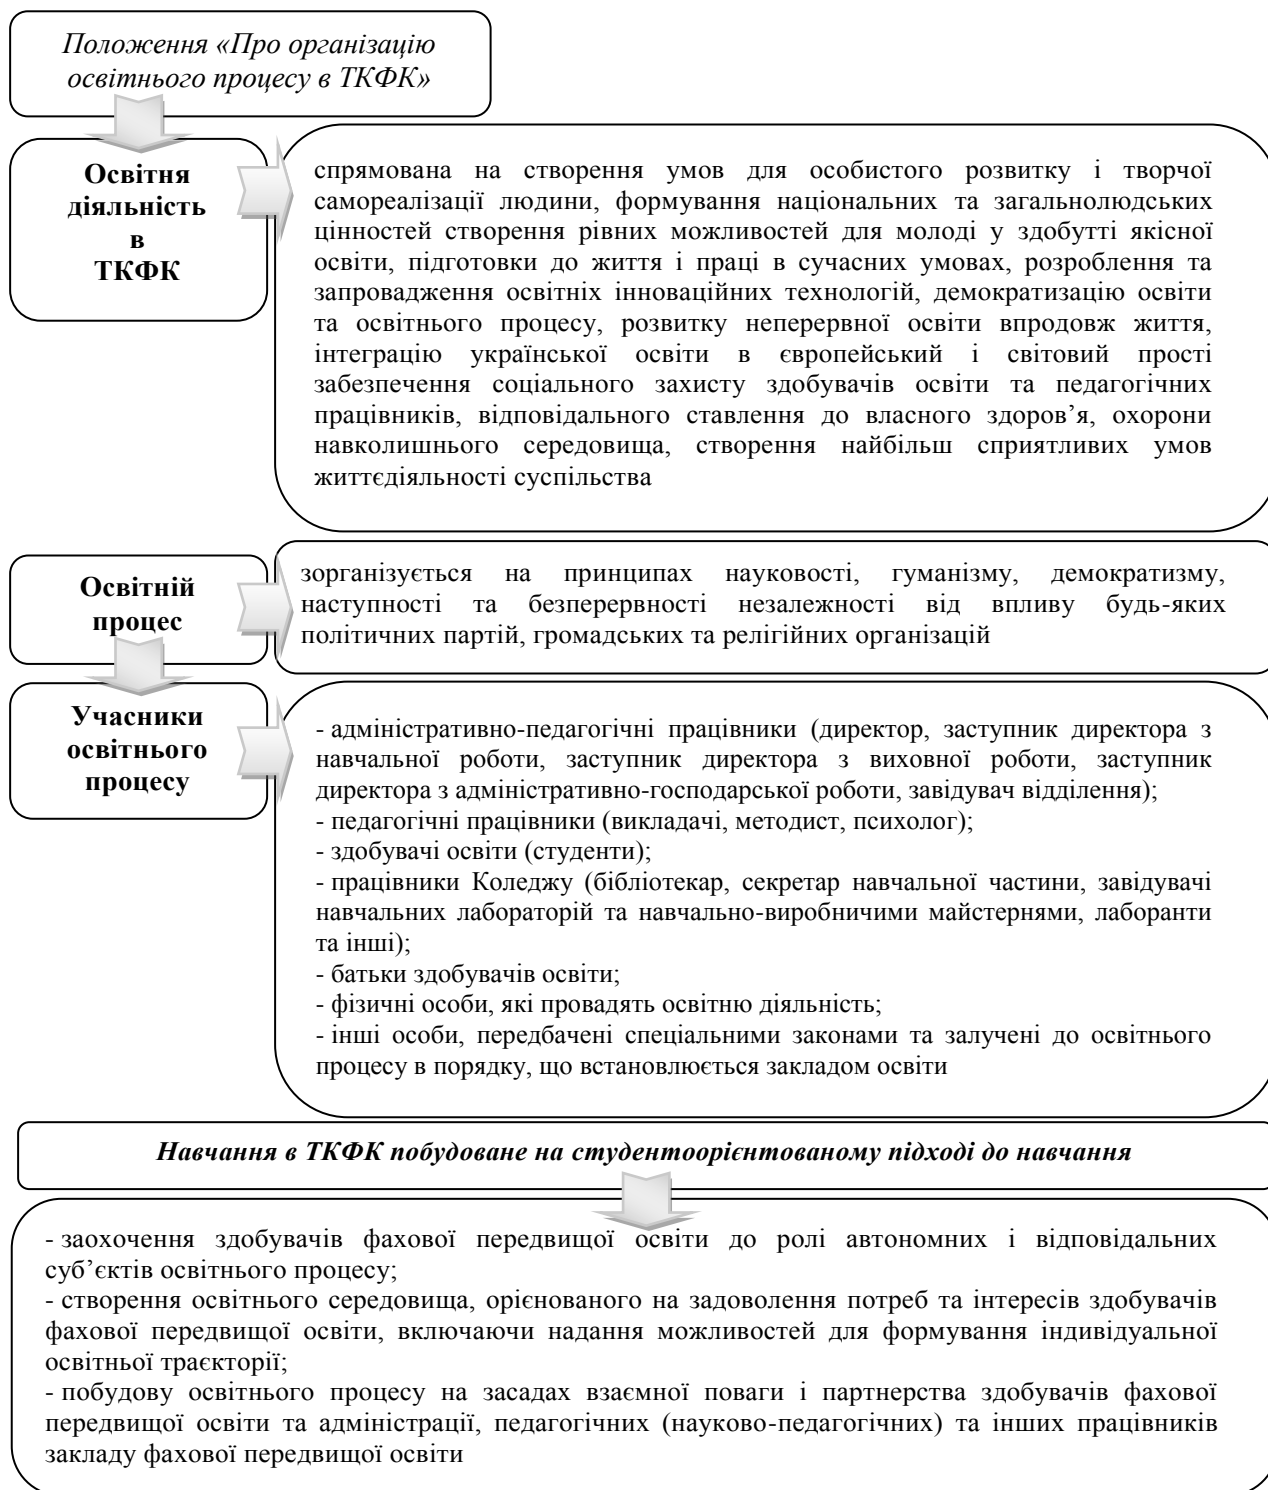 Положення «Про організацію
освітнього процесу в ТКФК»
Освітня
діяльність
в
ТКФК
спрямована на створення умов для особистого розвитку і творчої
самореалізації людини, формування національних та загальнолюдських
цінностей створення рівних можливостей для молоді у здобутті якісної
освіти, підготовки до життя і праці в сучасних умовах, розроблення та
запровадження освітніх інноваційних технологій, демократизацію освіти
та освітнього процесу, розвитку неперервної освіти впродовж життя,
інтеграцію української освіти в європейський і світовий прості
забезпечення соціального захисту здобувачів освіти та педагогічних
працівників, відповідального ставлення до власного здоров’я, охорони
навколишнього середовища, створення найбільш сприятливих умов
життєдіяльності суспільства
Освітній
процес
зорганізується на принципах науковості, гуманізму, демократизму,
наступності та безперервності незалежності від впливу будь-яких
політичних партій, громадських та релігійних організацій
Учасники
освітнього
процесу
- адміністративно-педагогічні працівники (директор, заступник директора з
навчальної роботи, заступник директора з виховної роботи, заступник
директора з адміністративно-господарської роботи, завідувач відділення);
- педагогічні працівники (викладачі, методист, психолог);
- здобувачі освіти (студенти);
- працівники Коледжу (бібліотекар, секретар навчальної частини, завідувачі
навчальних лабораторій та навчально-виробничими майстернями, лаборанти
та інші);
- батьки здобувачів освіти;
- фізичні особи, які провадять освітню діяльність;
- інші особи, передбачені спеціальними законами та залучені до освітнього
процесу в порядку, що встановлюється закладом освіти
Навчання в ТКФК побудоване на студентоорієнтованому підході до навчання
- заохочення здобувачів фахової передвищої освіти до ролі автономних і відповідальних
суб’єктів освітнього процесу;
- створення освітнього середовища, орієнованого на задоволення потреб та інтересів здобувачів
фахової передвищої освіти, включаючи надання можливостей для формування індивідуальної
освітньої траєкторії;
- побудову освітнього процесу на засадах взаємної поваги і партнерства здобувачів фахової
передвищої освіти та адміністрації, педагогічних (науково-педагогічних) та інших працівників
закладу фахової передвищої освіти